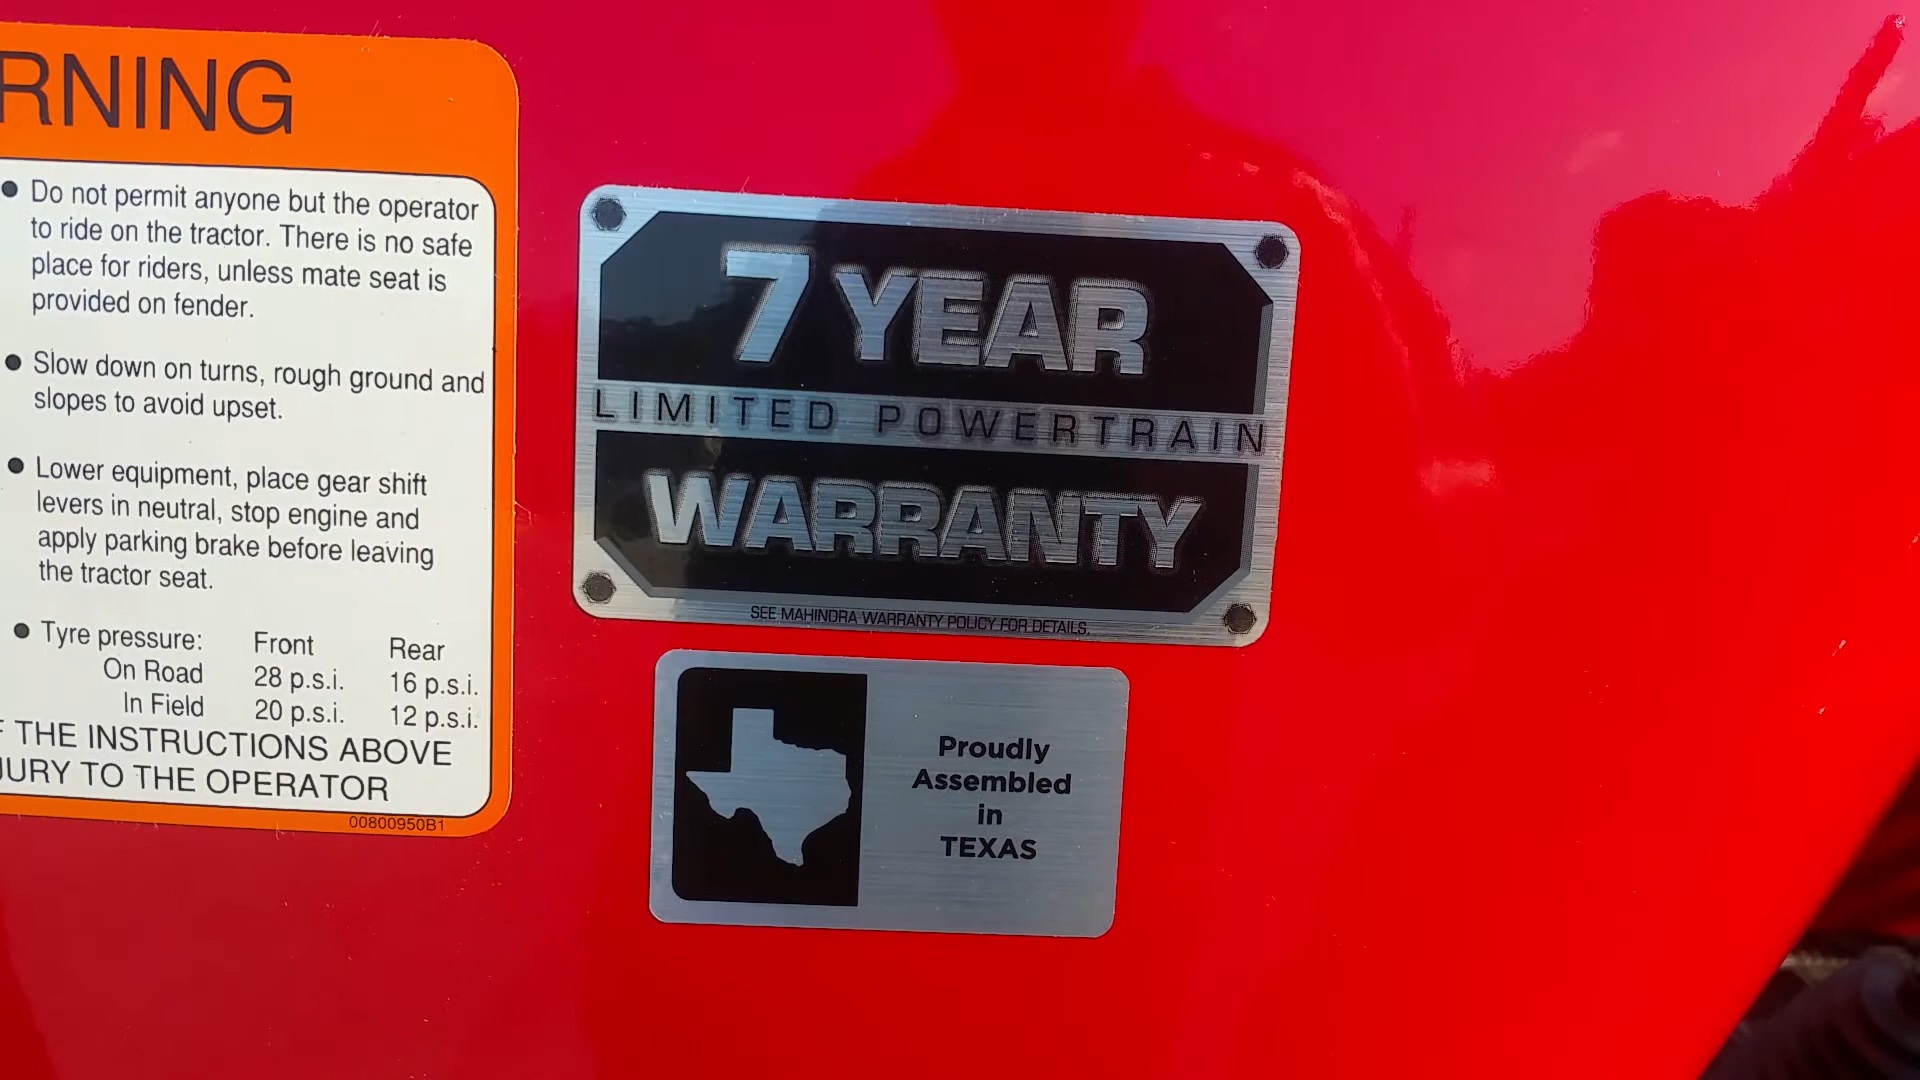 RNING
• Do not permit anyone but the operator
to ride on the tractor. There is no safe
place for riders, unless mate seat is
provided on fender.
• Slow down on turns, rough ground and
slopes to avoid upset.
• Lower equipment, place gear shift
levers in neutral, stop engine and
apply parking brake before leaving
the tractor seat.
• Tyre pressure: Front Rear
On Road 28 p.s.i. 16 p.s.i.
In Field 20 p.s.i. 12 p.s.i.
THE INSTRUCTIONS ABOVE
JURY TO THE OPERATOR
00800950B1
7 YEAR
LIMITED POWERTRAIN
WARRANTY
SEE MAHINDRA WARRANTY POLICY FOR DETAILS.
Proudly
Assembled
in
TEXAS